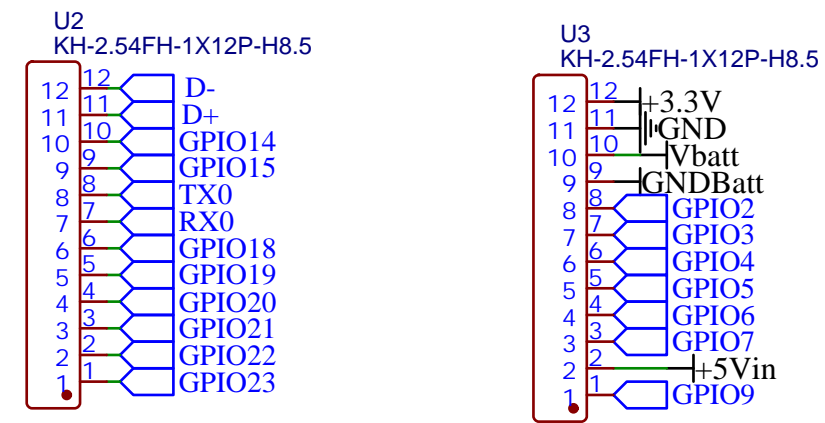 U2
KH-2.54FH-1X12P-H8.5
12 12 D-
11 11 D+
10 10 GPIO14
9 9 GPIO15
8 8 TX0
7 7 RX0
6 6 GPIO18
5 5 GPIO19
4 4 GPIO20
3 3 GPIO21
2 2 GPIO22
1 1 GPIO23
U3
KH-2.54FH-1X12P-H8.5
12 12 +3.3V
11 11 GND
10 10 Vbatt
9 9 GNDBatt
8 8 GPIO2
7 7 GPIO3
6 6 GPIO4
5 5 GPIO5
4 4 GPIO6
3 3 GPIO7
2 2 +5Vin
1 1 GPIO9